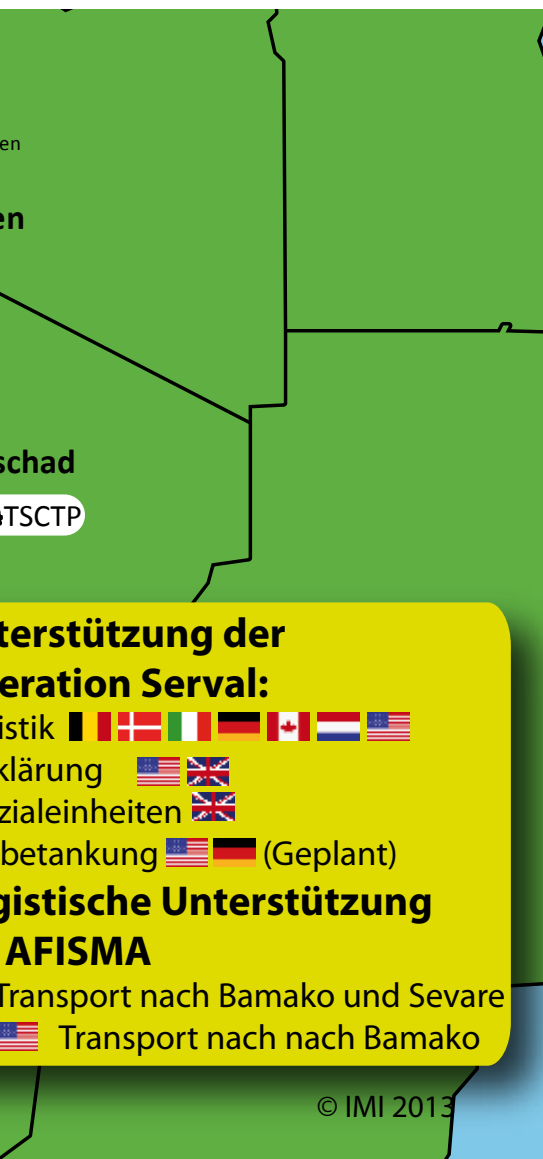 en
en
schad
TSCTP
terstützung der
eration Serval:
istik
klärung
zialeinheiten
betankung (Geplant)
gistische Unterstützung
AFISMA
Transport nach Bamako und Sevare
Transport nach nach Bamako
© IMI 2013